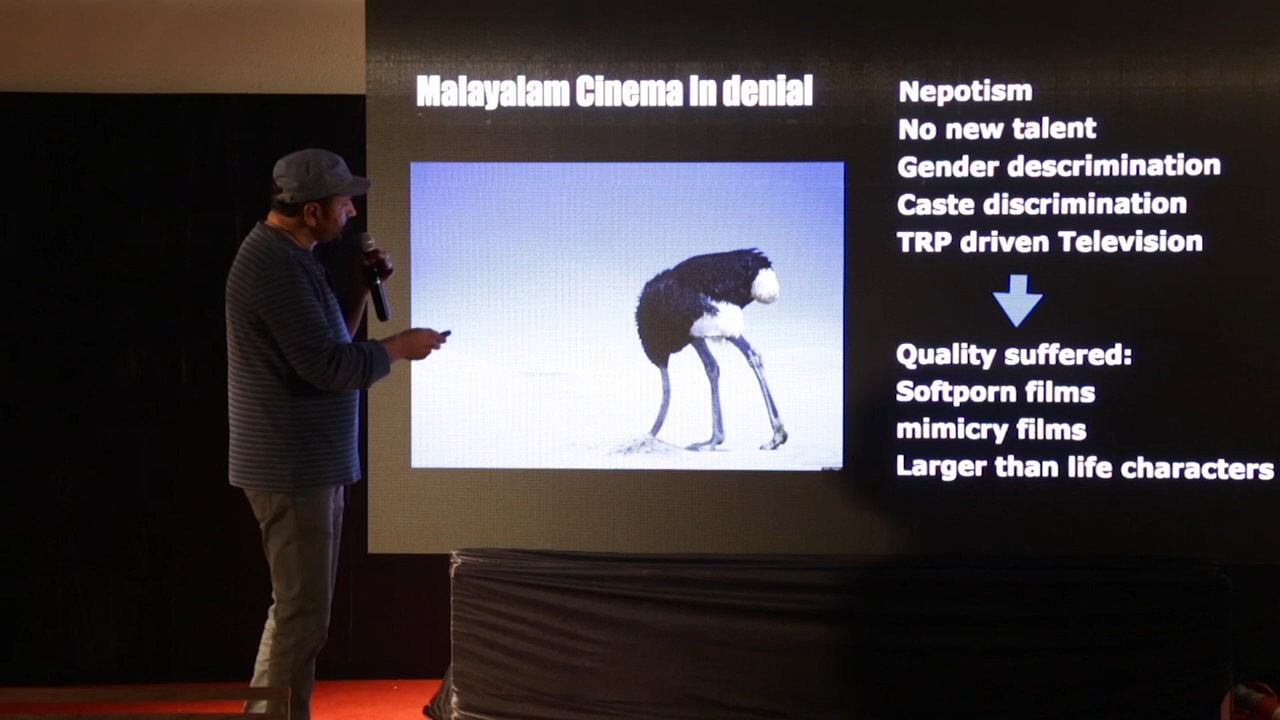 Malayalam Cinema In denial
Nepotism
No new talent
Gender descrimination
Caste discrimination
TRP driven Television
Quality suffered:
Softporn films
mimicry films
Larger than life characters